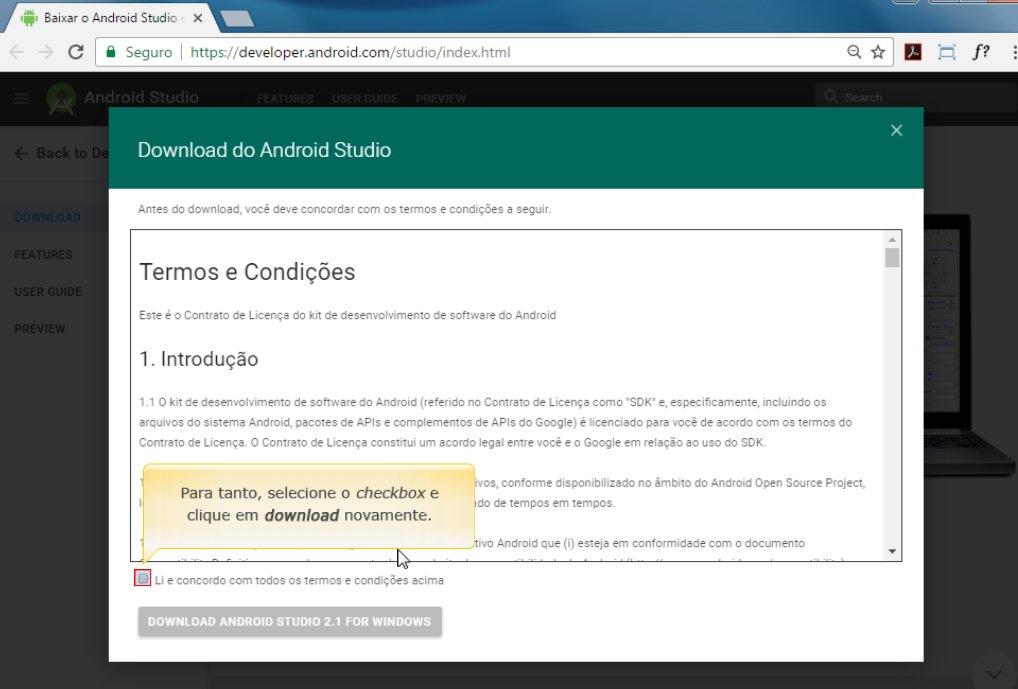 Baixar o Android Studio
Seguro | https://developer.android.com/studio/index.html
Android Studio
FEATURES
USER GUIDE
PREVIEW
Search
Back to De
DOWNLOAD
FEATURES
USER GUIDE
PREVIEW
Download do Android Studio
Antes do download, você deve concordar com os termos e condições a seguir.
Termos e Condições
Este é o Contrato de Licença do kit de desenvolvimento de software do Android
1. Introdução
1.1 O kit de desenvolvimento de software do Android (referido no Contrato de Licença como "SDK" e, especificamente, incluindo os
arquivos do sistema Android, pacotes de APIs e complementos de APIs do Google) é licenciado para você de acordo com os termos do
Contrato de Licença. O Contrato de Licença constitui um acordo legal entre você e o Google em relação ao uso do SDK.
conforme disponibilizado no âmbito do Android Open Source Project,
de tempos em tempos.
Android que (i) esteja em conformidade com o documento
Para tanto, selecione o checkbox e
clique em download novamente.
Li e concordo com todos os termos e condições acima
DOWNLOAD ANDROID STUDIO 2.1 FOR WINDOWS